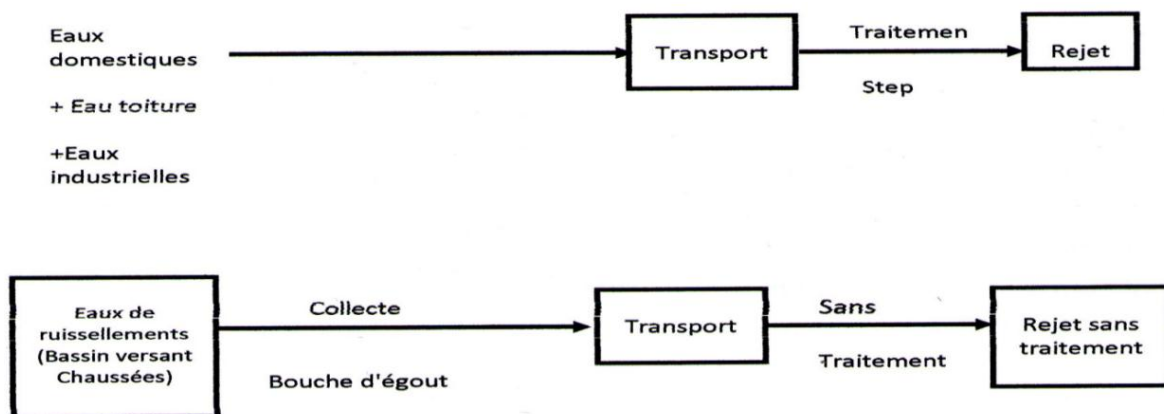 Eaux
domestiques
+ Eau toiture
+Eaux
industrielles
Transport
Traitemen
Step
Rejet
Eaux de
ruissellements
(Bassin versant
Chaussées)
Collecte
Bouche d'égout
Transport
Sans
Traitement
Rejet sans
traitement